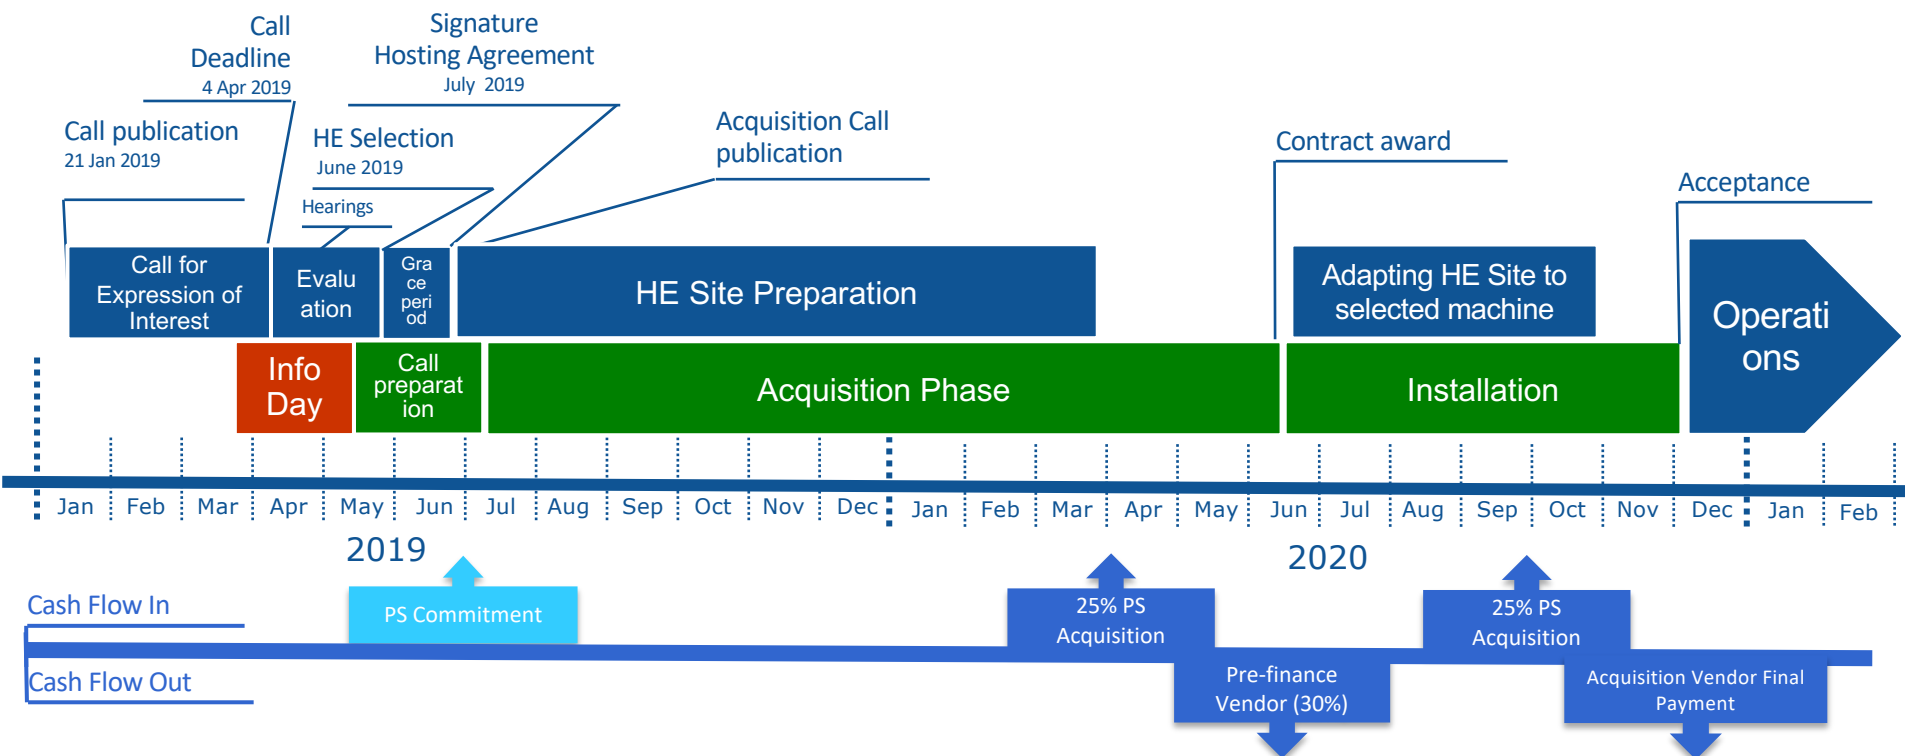 Call
Deadline
4 Apr 2019
Signature
Hosting Agreement
July 2019
Call publication
21 Jan 2019
HE Selection
June 2019
Hearings
Acquisition Call
publication
Contract award
Acceptance
Call for
Expression of
Interest
Evalu
ation
Gra
ce
peri
od
HE Site Preparation
Adapting HE Site to
selected machine
Operati
ons
Info
Day
Call
preparat
ion
Acquisition Phase
Installation
Jan Feb Mar Apr May Jun Jul Aug Sep Oct Nov Dec Jan Feb Mar Apr May Jun Jul Aug Sep Oct Nov Dec Jan Feb
2019 2020
Cash Flow In
PS Commitment
25% PS
Acquisition
25% PS
Acquisition
Cash Flow Out
Pre-finance
Vendor (30%)
Acquisition Vendor Final
Payment